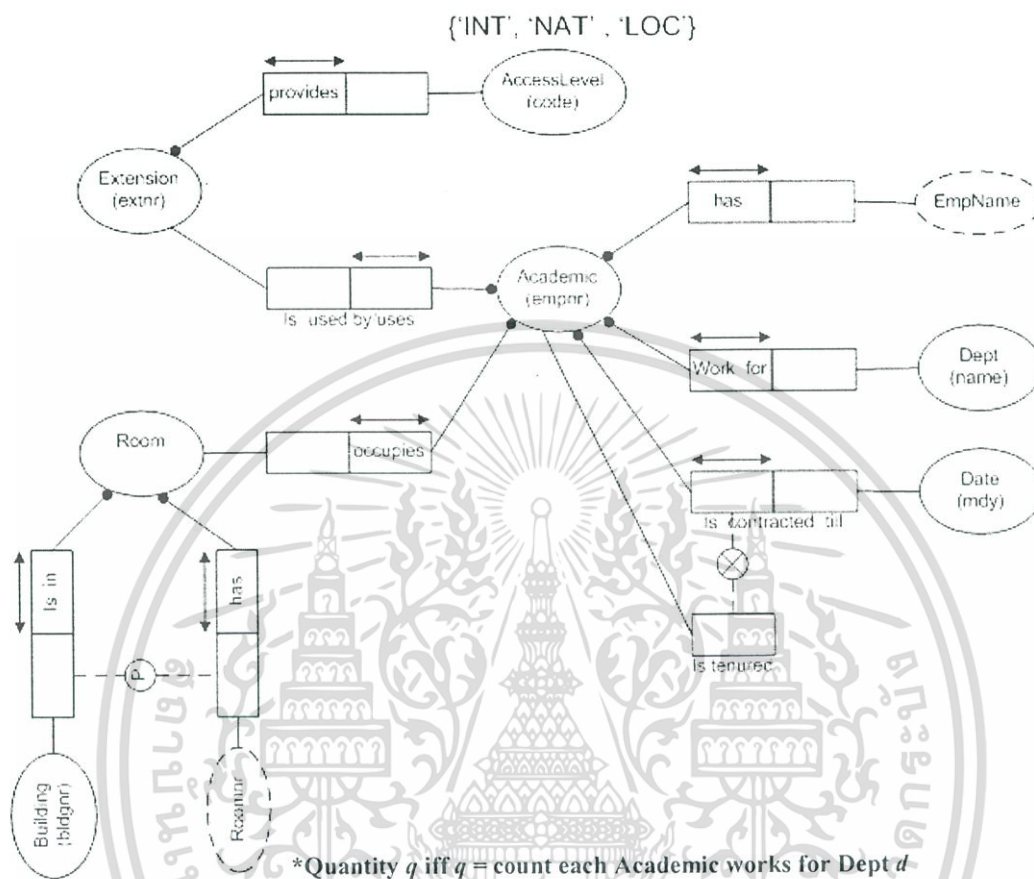 {'INT', 'NAT' , 'LOC'}
provides
AccessLevel
(code)
Extension
(extnr)
has
EmpName
Academic
(empnr)
Is used by/uses
Work for
Dept
(name)
Room
occupies
Date
(mdy)
Is contracted till
Is in
has
P
Is tenured
Building
(bldgnr)
Roomnr
*Quantity q iff q = count each Academic works for Dept d